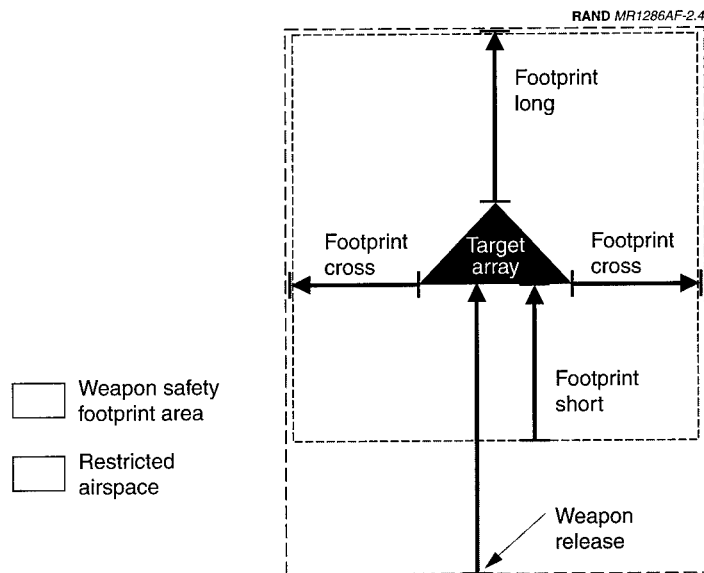 RAND MR1286AF-2.4
Footprint
long
Footprint
cross
Target
array
Footprint
cross
Footprint
short
Weapon safety
footprint area
Restricted
airspace
Weapon
release